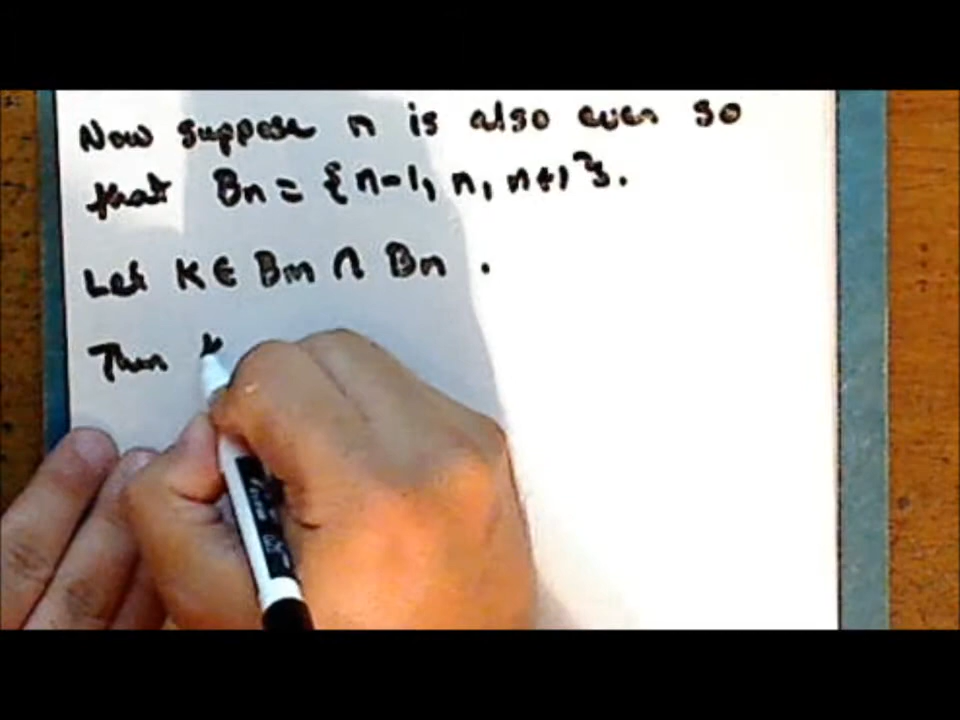 Now suppose n is also even so
that Bn = {n-1, n, n+1}.
Let K ∈ Bm ∩ Bn .
Then